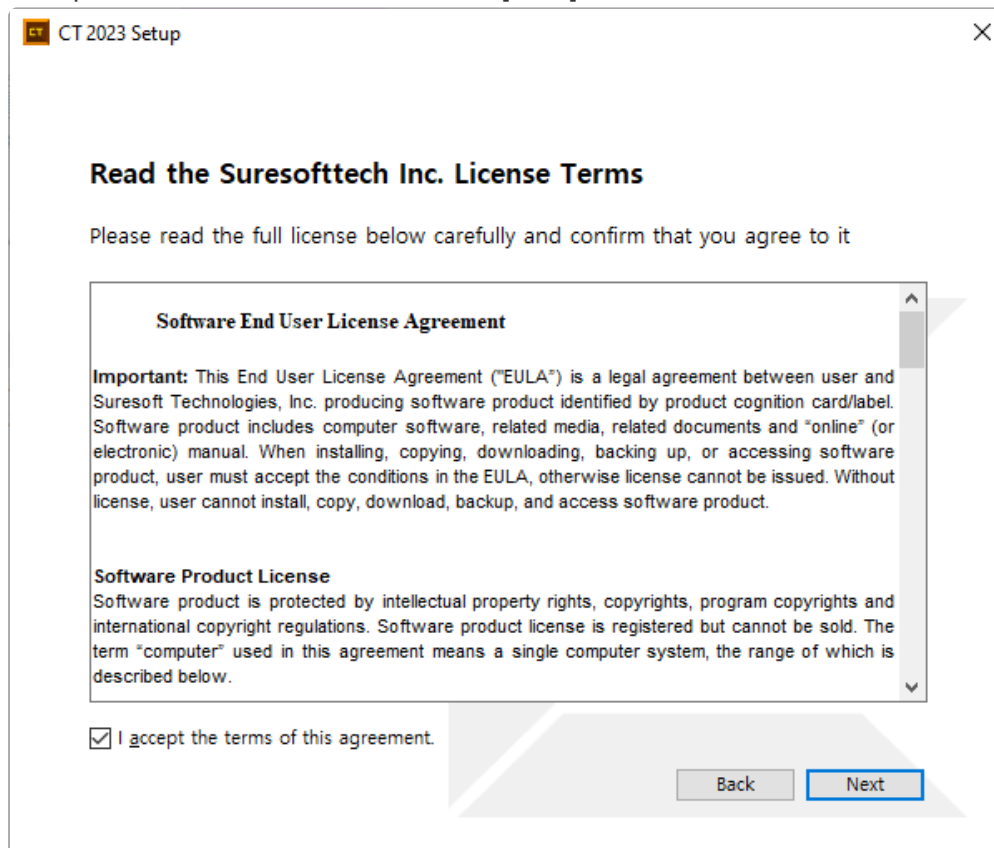 CT
CT 2023 Setup
Read the Suresofttech Inc. License Terms
Please read the full license below carefully and confirm that you agree to it
Software End User License Agreement
Important: This End User License Agreement ("EULA") is a legal agreement between user and
Suresoft Technologies, Inc. producing software product identified by product cognition card/label.
Software product includes computer software, related media, related documents and “online” (or
electronic) manual. When installing, copying, downloading, backing up, or accessing software
product, user must accept the conditions in the EULA, otherwise license cannot be issued. Without
license, user cannot install, copy, download, backup, and access software product.
Software Product License
Software product is protected by intellectual property rights, copyrights, program copyrights and
international copyright regulations. Software product license is registered but cannot be sold. The
term “computer” used in this agreement means a single computer system, the range of which is
described below.
I accept the terms of this agreement.
Back Next